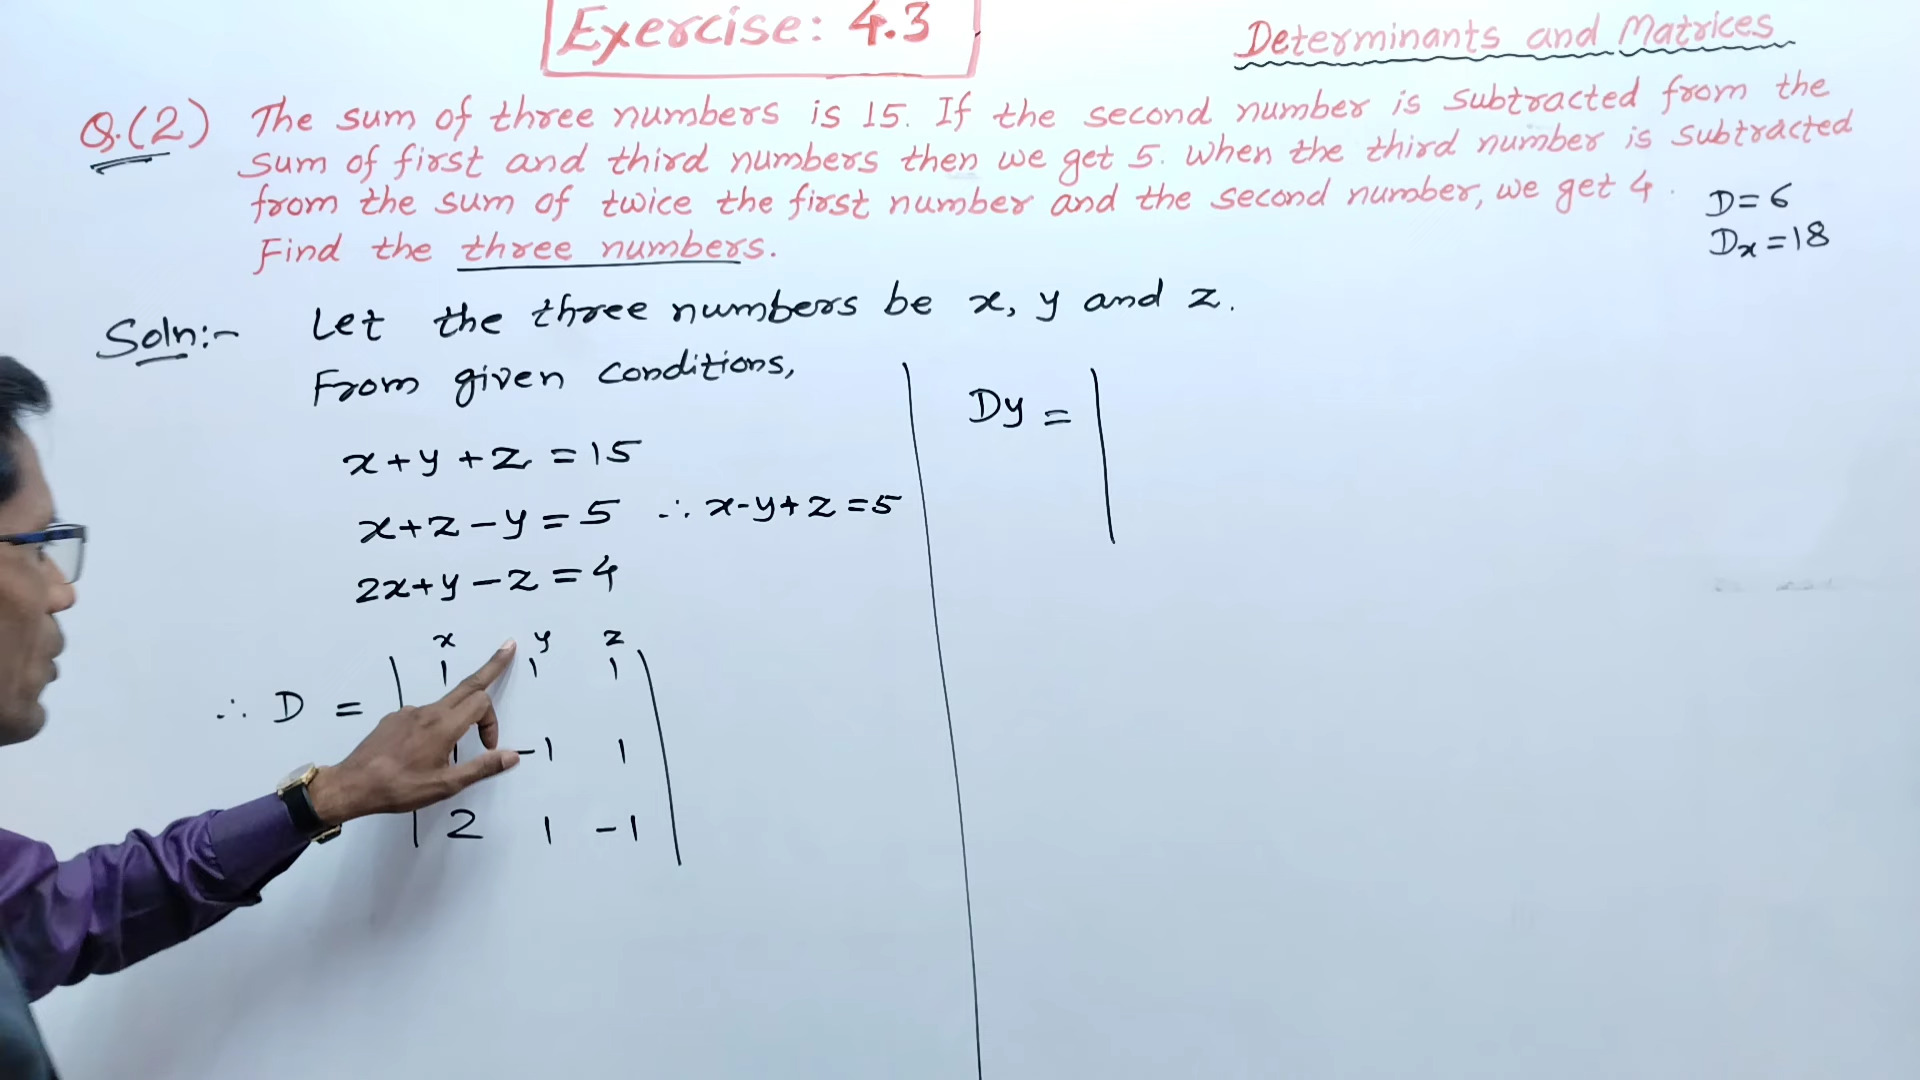 Exercise: 4.3
Determinants and Matrices
Q.(2) The sum of three numbers is 15. If the second number is subtracted from the
sum of first and third numbers then we get 5. When the third number is subtracted
from the sum of twice the first number and the second number, we get 4.
Find the three numbers.
D=6
Dx=18
Soln:- Let the three numbers be x, y and z.
From given conditions,
x+y+z=15
x+z-y=5 ∴ x-y+z=5
2x+y-z=4
x y z
1 1 1
∴ D =
1 -1 1
2 1 -1
Dy =